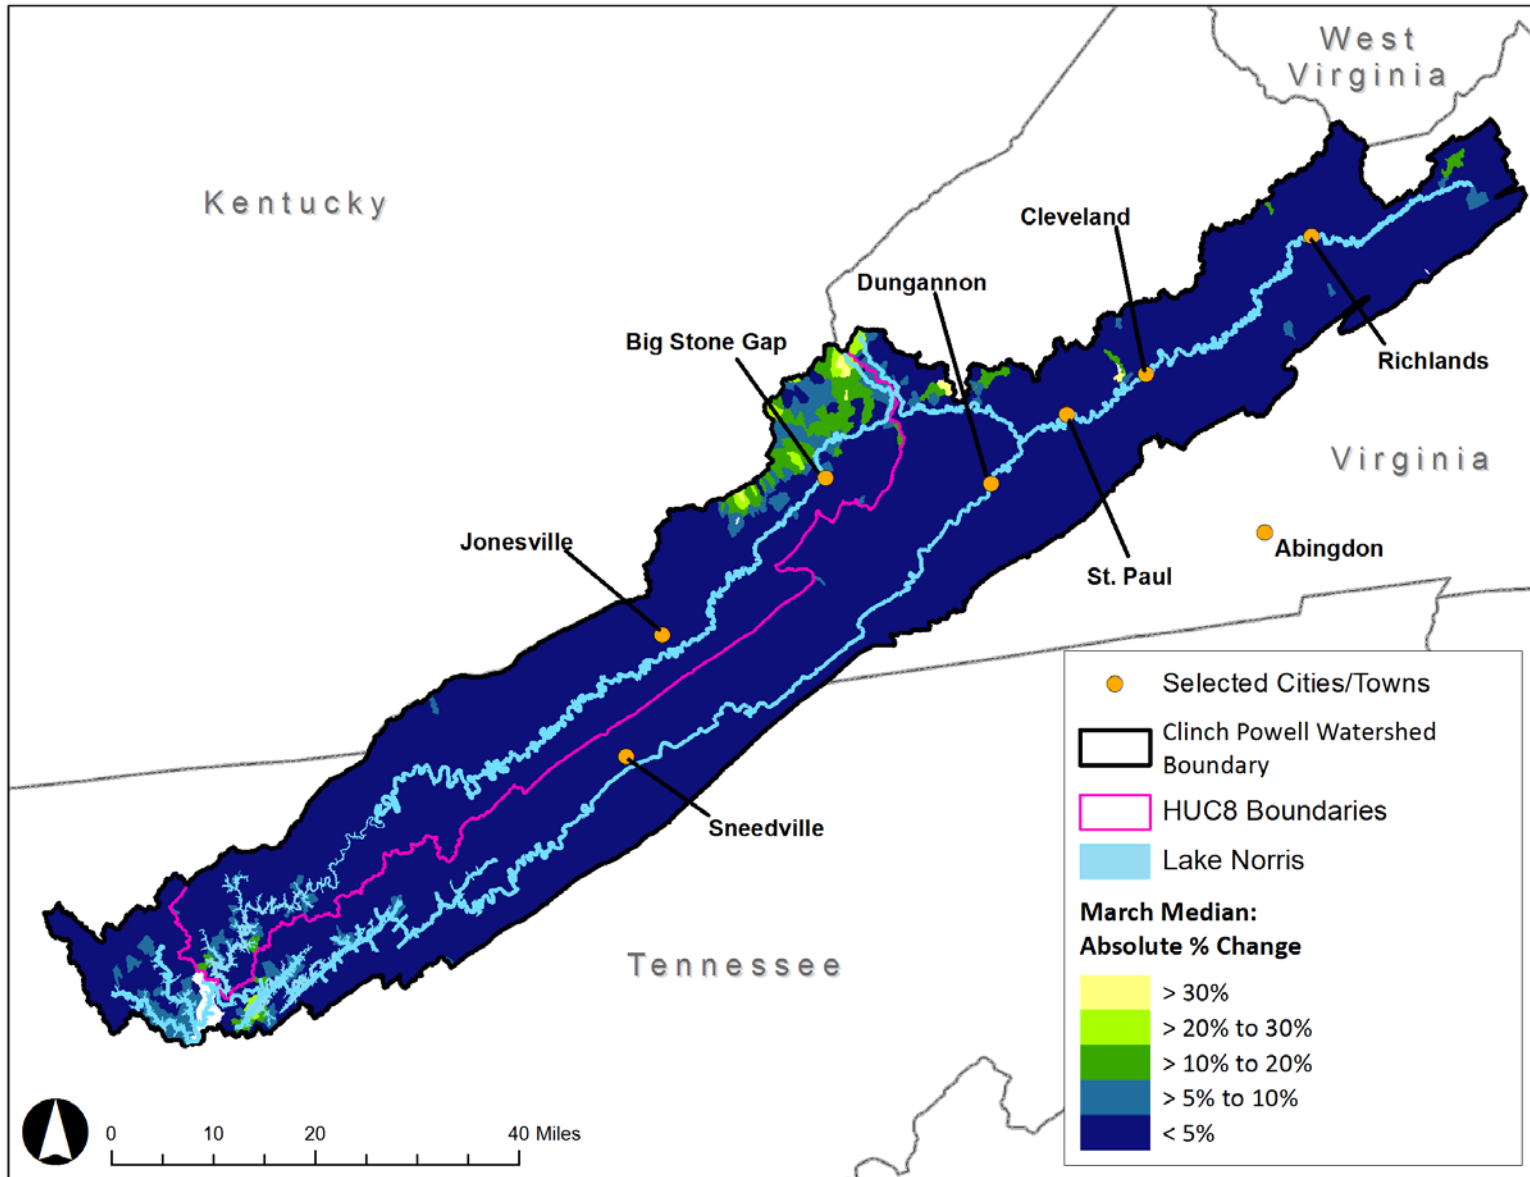 West
Virginia
Kentucky
Cleveland
Dungannon
Big Stone Gap
Richlands
Virginia
Jonesville
Abingdon
St. Paul
Sneedville
Tennessee
Selected Cities/Towns
Clinch Powell Watershed
Boundary
HUC8 Boundaries
Lake Norris
March Median:
Absolute % Change
> 30%
> 20% to 30%
> 10% to 20%
> 5% to 10%
< 5%
0 10 20 40 Miles